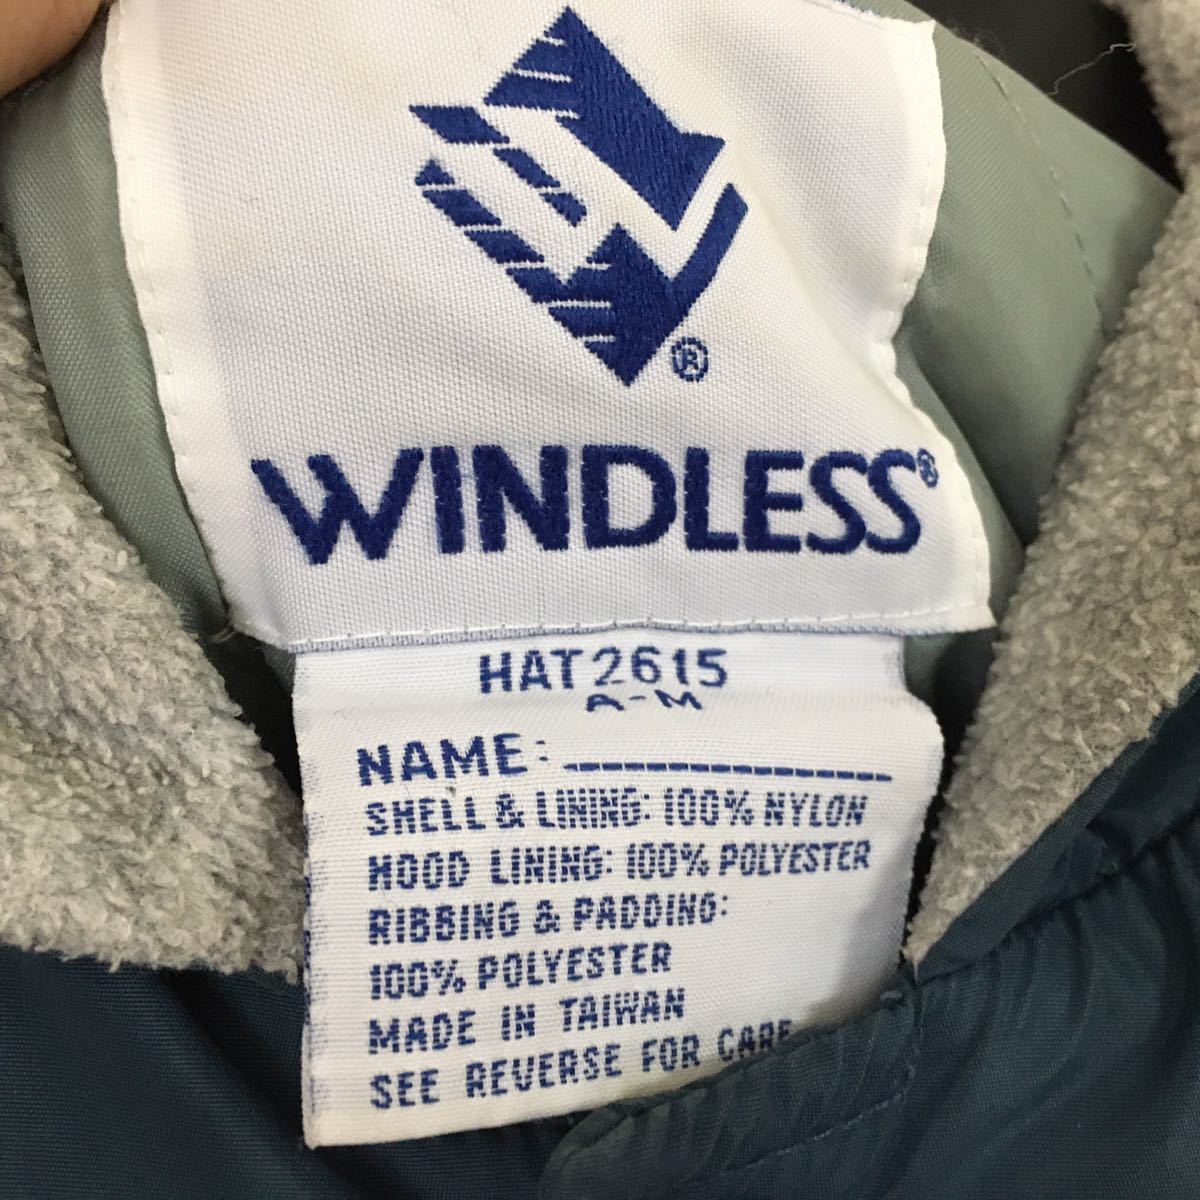 ®
WINDLESS®
HAT2615
A-M
NAME:
SHELL & LINING: 100% NYLON
HOOD LINING: 100% POLYESTER
RIBBING & PADDING:
100% POLYESTER
MADE IN TAIWAN
SEE REVERSE FOR CARE